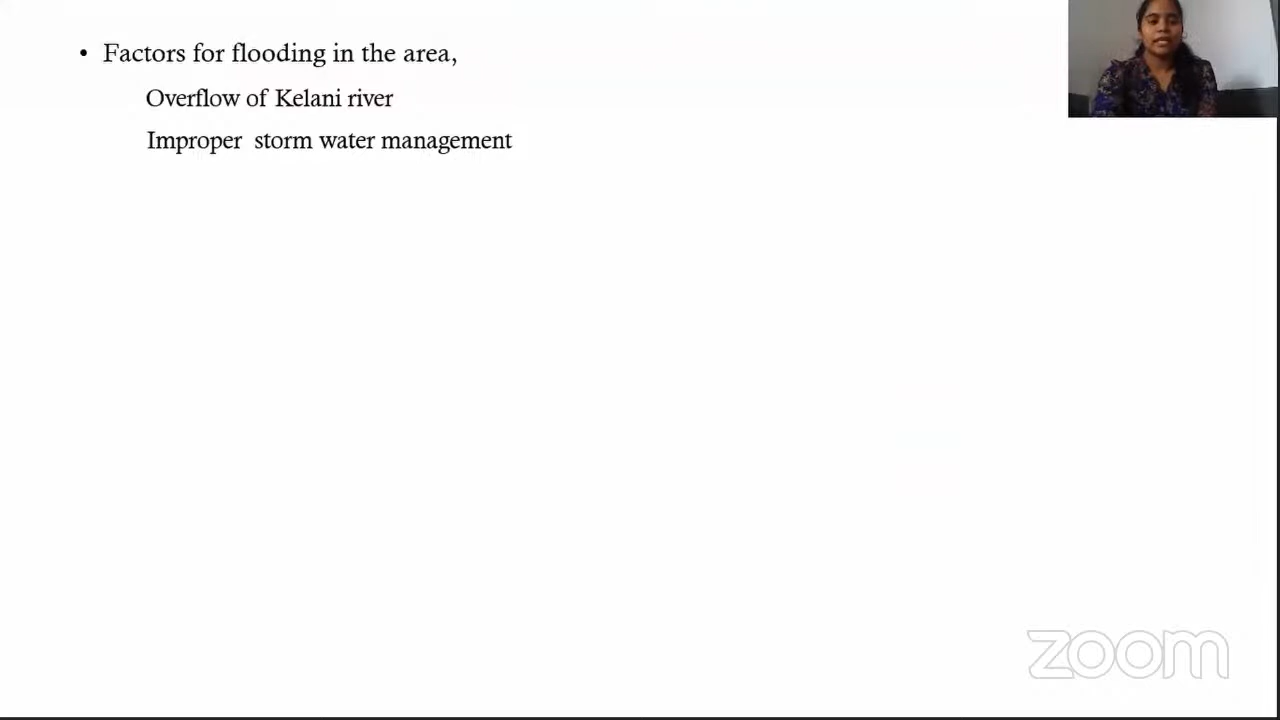 • Factors for flooding in the area,
Overflow of Kelani river
Improper storm water management
zoom